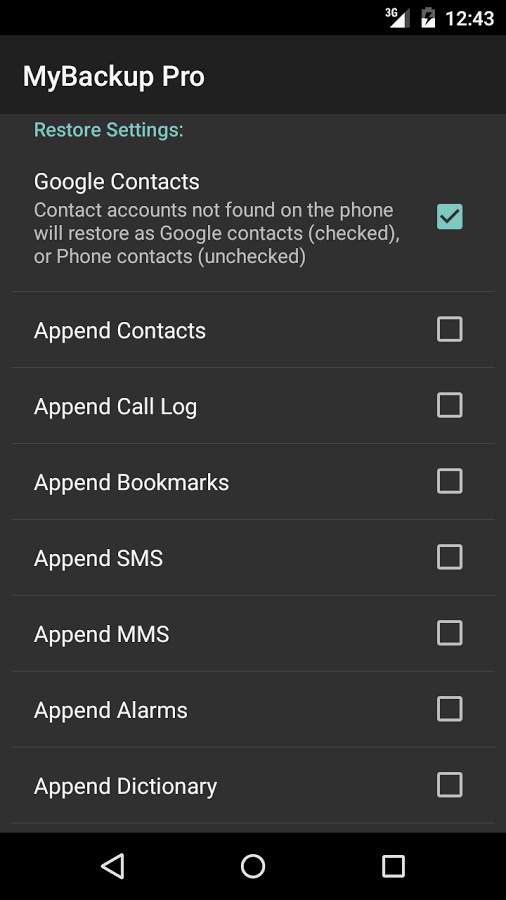 3G 12:43
MyBackup Pro
Restore Settings:
Google Contacts
Contact accounts not found on the phone
will restore as Google contacts (checked),
or Phone contacts (unchecked)
Append Contacts
Append Call Log
Append Bookmarks
Append SMS
Append MMS
Append Alarms
Append Dictionary